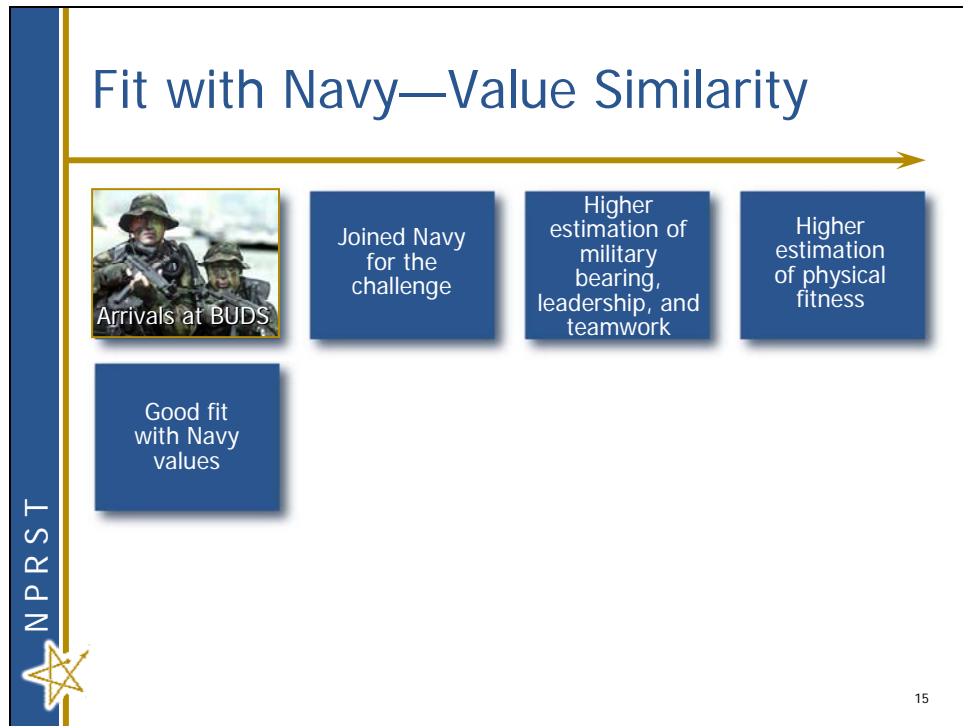 Fit with Navy—Value Similarity
Arrivals at BUDS
Joined Navy
for the
challenge
Higher
estimation of
military
bearing,
leadership, and
teamwork
Higher
estimation
of physical
fitness
Good fit
with Navy
values
NPRST
15